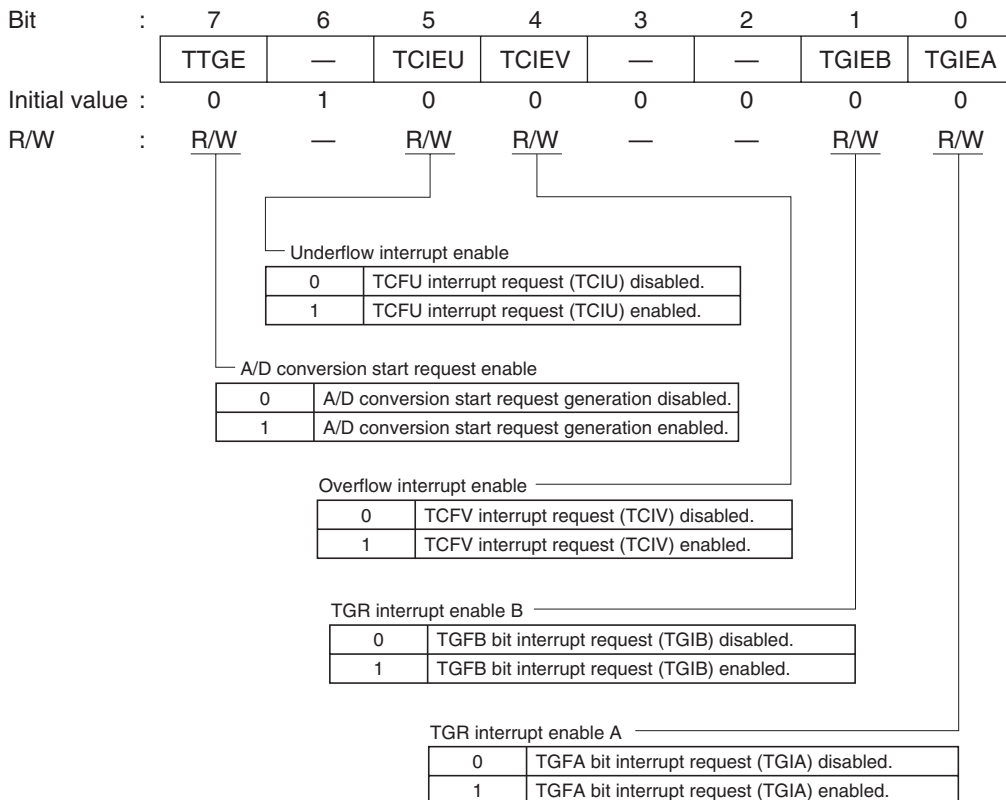 Bit : 7 6 5 4 3 2 1 0
TTGE — TCIEU TCIEV — — TGIEB TGIEA
Initial value : 0 1 0 0 0 0 0 0
R/W : R/W — R/W R/W — — R/W R/W
Underflow interrupt enable
0 TCFU interrupt request (TCIU) disabled.
1 TCFU interrupt request (TCIU) enabled.
A/D conversion start request enable
0 A/D conversion start request generation disabled.
1 A/D conversion start request generation enabled.
Overflow interrupt enable
0 TCFV interrupt request (TCIV) disabled.
1 TCFV interrupt request (TCIV) enabled.
TGR interrupt enable B
0 TGFB bit interrupt request (TGIB) disabled.
1 TGFB bit interrupt request (TGIB) enabled.
TGR interrupt enable A
0 TGFA bit interrupt request (TGIA) disabled.
1 TGFA bit interrupt request (TGIA) enabled.